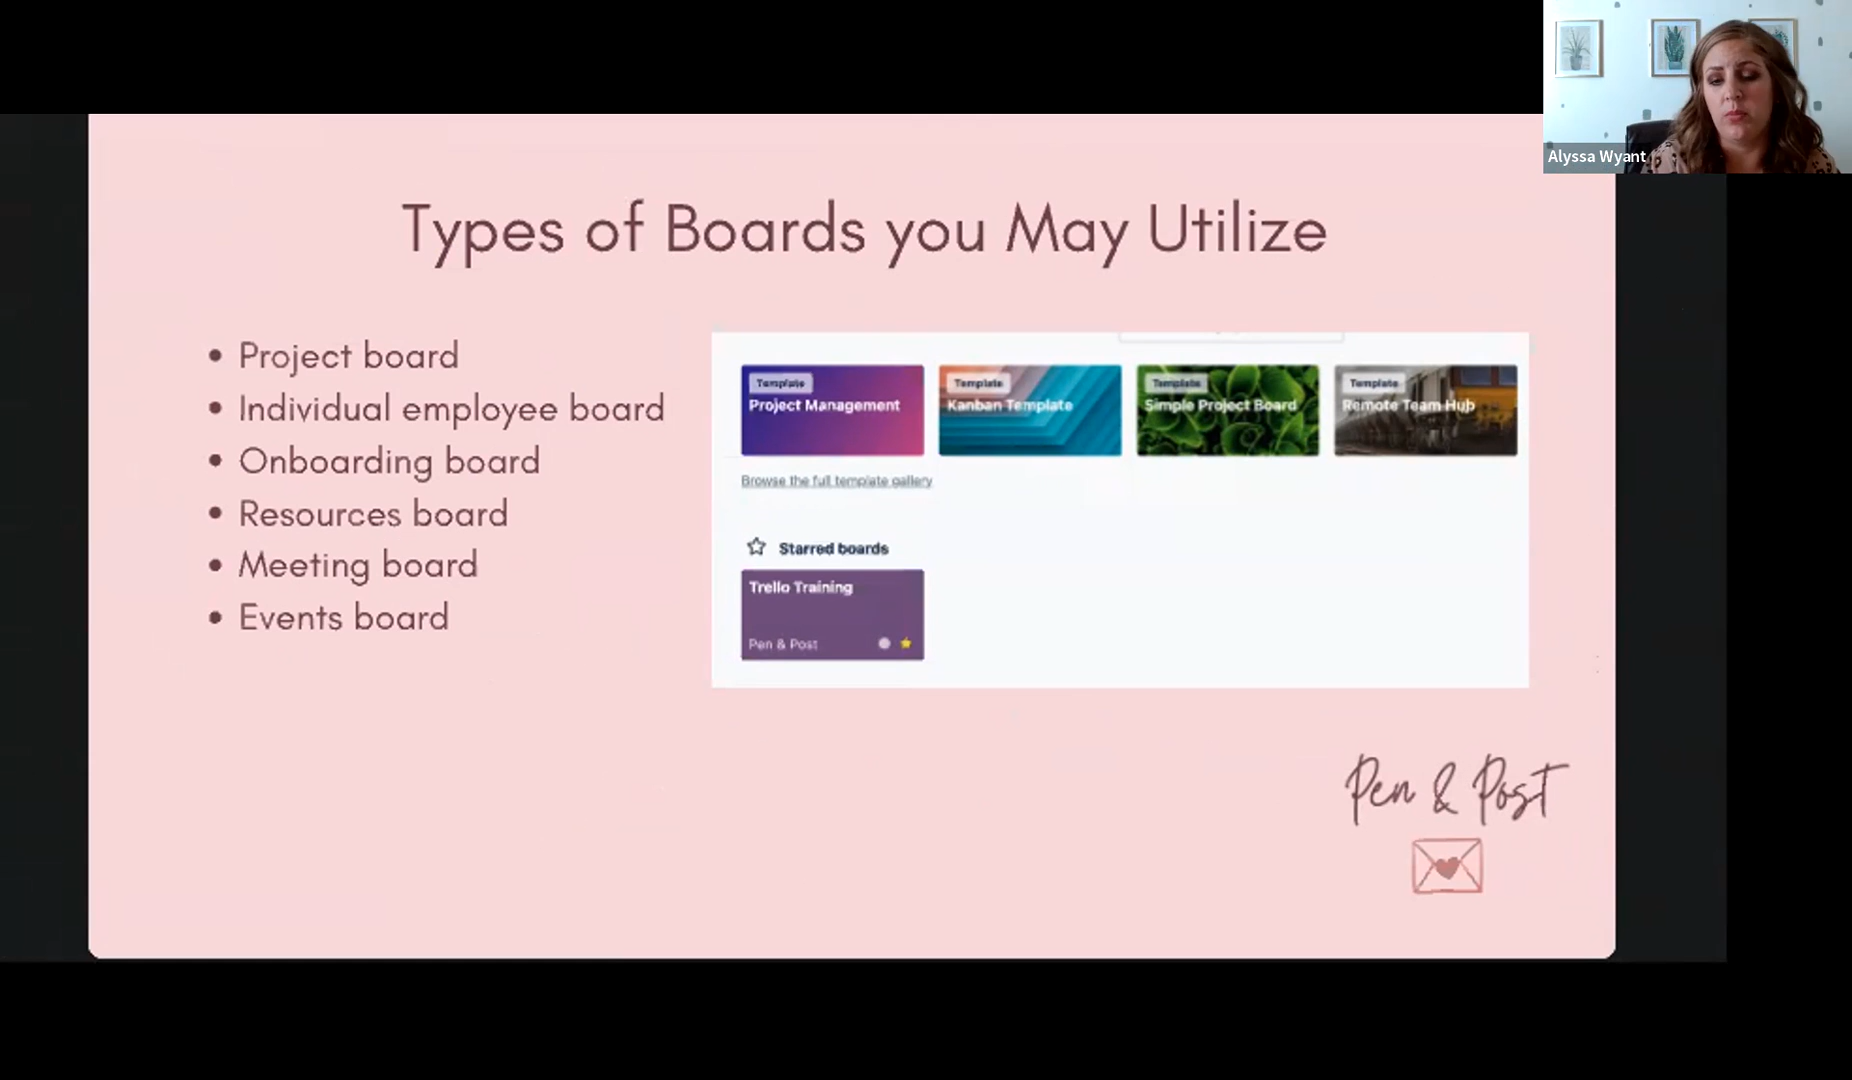 Alyssa Wyant
Types of Boards you May Utilize
• Project board
• Individual employee board
• Onboarding board
• Resources board
• Meeting board
• Events board
Template
Project Management
Template
Kanban Template
Template
Simple Project Board
Template
Remote Team Hub
Browse the full template gallery
Starred boards
Trello Training
Pen & Post
Pen & Post